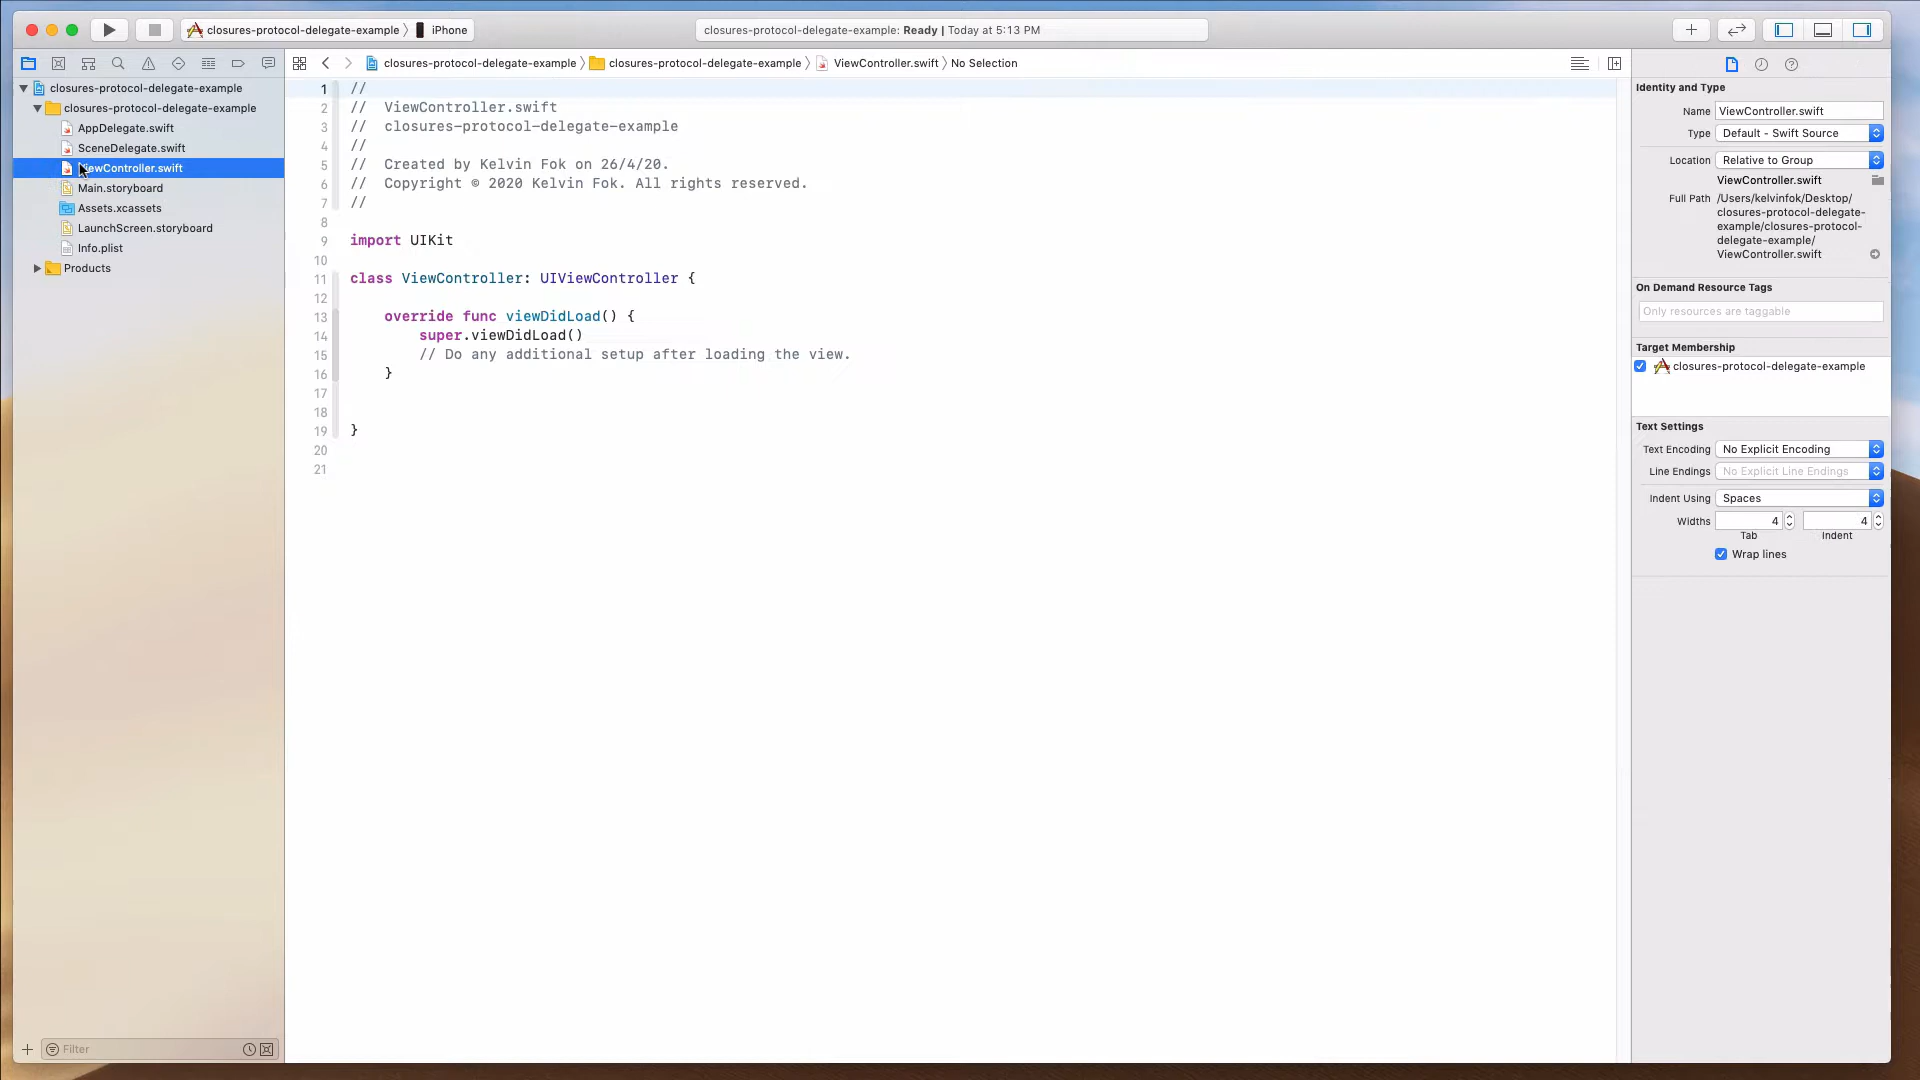 closures-protocol-delegate-example 〉 iPhone
closures-protocol-delegate-example: Ready | Today at 5:13 PM
closures-protocol-delegate-example 〉 closures-protocol-delegate-example 〉 ViewController.swift 〉 No Selection
closures-protocol-delegate-example
closures-protocol-delegate-example
AppDelegate.swift
SceneDelegate.swift
ViewController.swift
Main.storyboard
Assets.xcassets
LaunchScreen.storyboard
Info.plist
Products
Filter
1 //
2 //  ViewController.swift
3 //  closures-protocol-delegate-example
4 //
5 //  Created by Kelvin Fok on 26/4/20.
6 //  Copyright © 2020 Kelvin Fok. All rights reserved.
7 //
8
9 import UIKit
10
11 class ViewController: UIViewController {
12
13     override func viewDidLoad() {
14         super.viewDidLoad()
15         // Do any additional setup after loading the view.
16     }
17
18
19 }
20
21
Identity and Type
Name ViewController.swift
Type Default - Swift Source
Location Relative to Group
ViewController.swift
Full Path /Users/kelvinfok/Desktop/
closures-protocol-delegate-
example/closures-protocol-
delegate-example/
ViewController.swift
On Demand Resource Tags
Only resources are taggable
Target Membership
closures-protocol-delegate-example
Text Settings
Text Encoding No Explicit Encoding
Line Endings No Explicit Line Endings
Indent Using Spaces
Widths 4 4
Tab Indent
Wrap lines